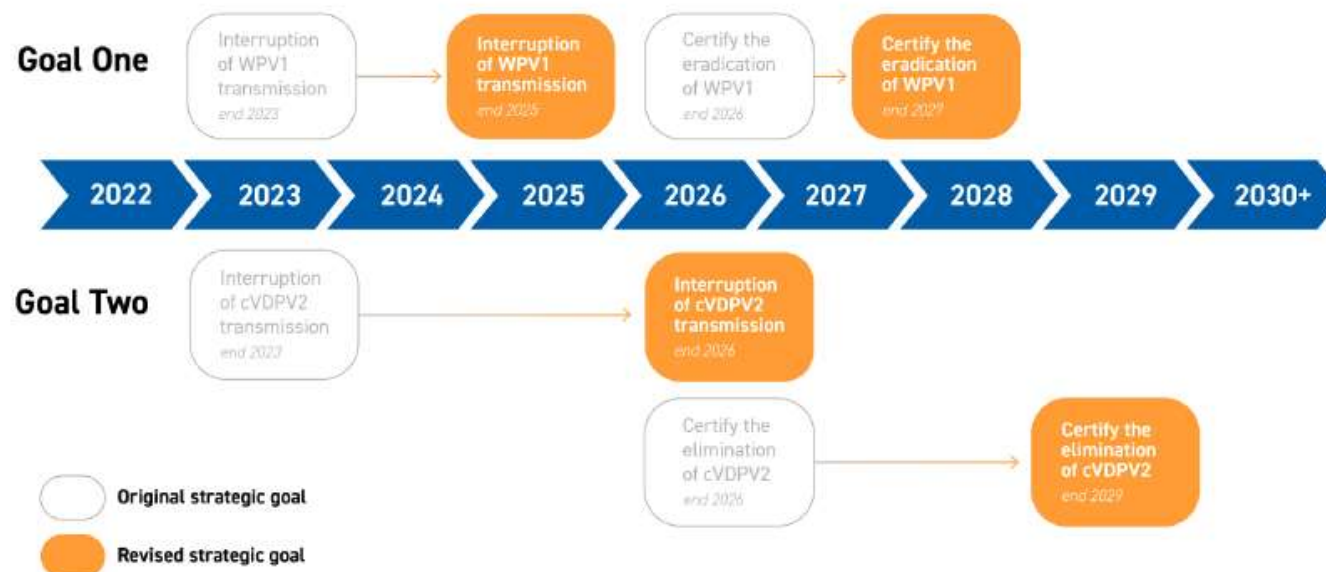 Goal One
Interruption
of WPV1
transmission
end 2023
Interruption
of WPV1
transmission
end 2025
Certify the
eradication
of WPV1
end 2026
Certify the
eradication
of WPV1
end 2027
2022
2023
2024
2025
2026
2027
2028
2029
2030+
Goal Two
Interruption
of cVDPV2
transmission
end 2023
Interruption
of cVDPV2
transmission
end 2026
Certify the
elimination
of cVDPV2
end 2026
Certify the
elimination
of cVDPV2
end 2029
Original strategic goal
Revised strategic goal